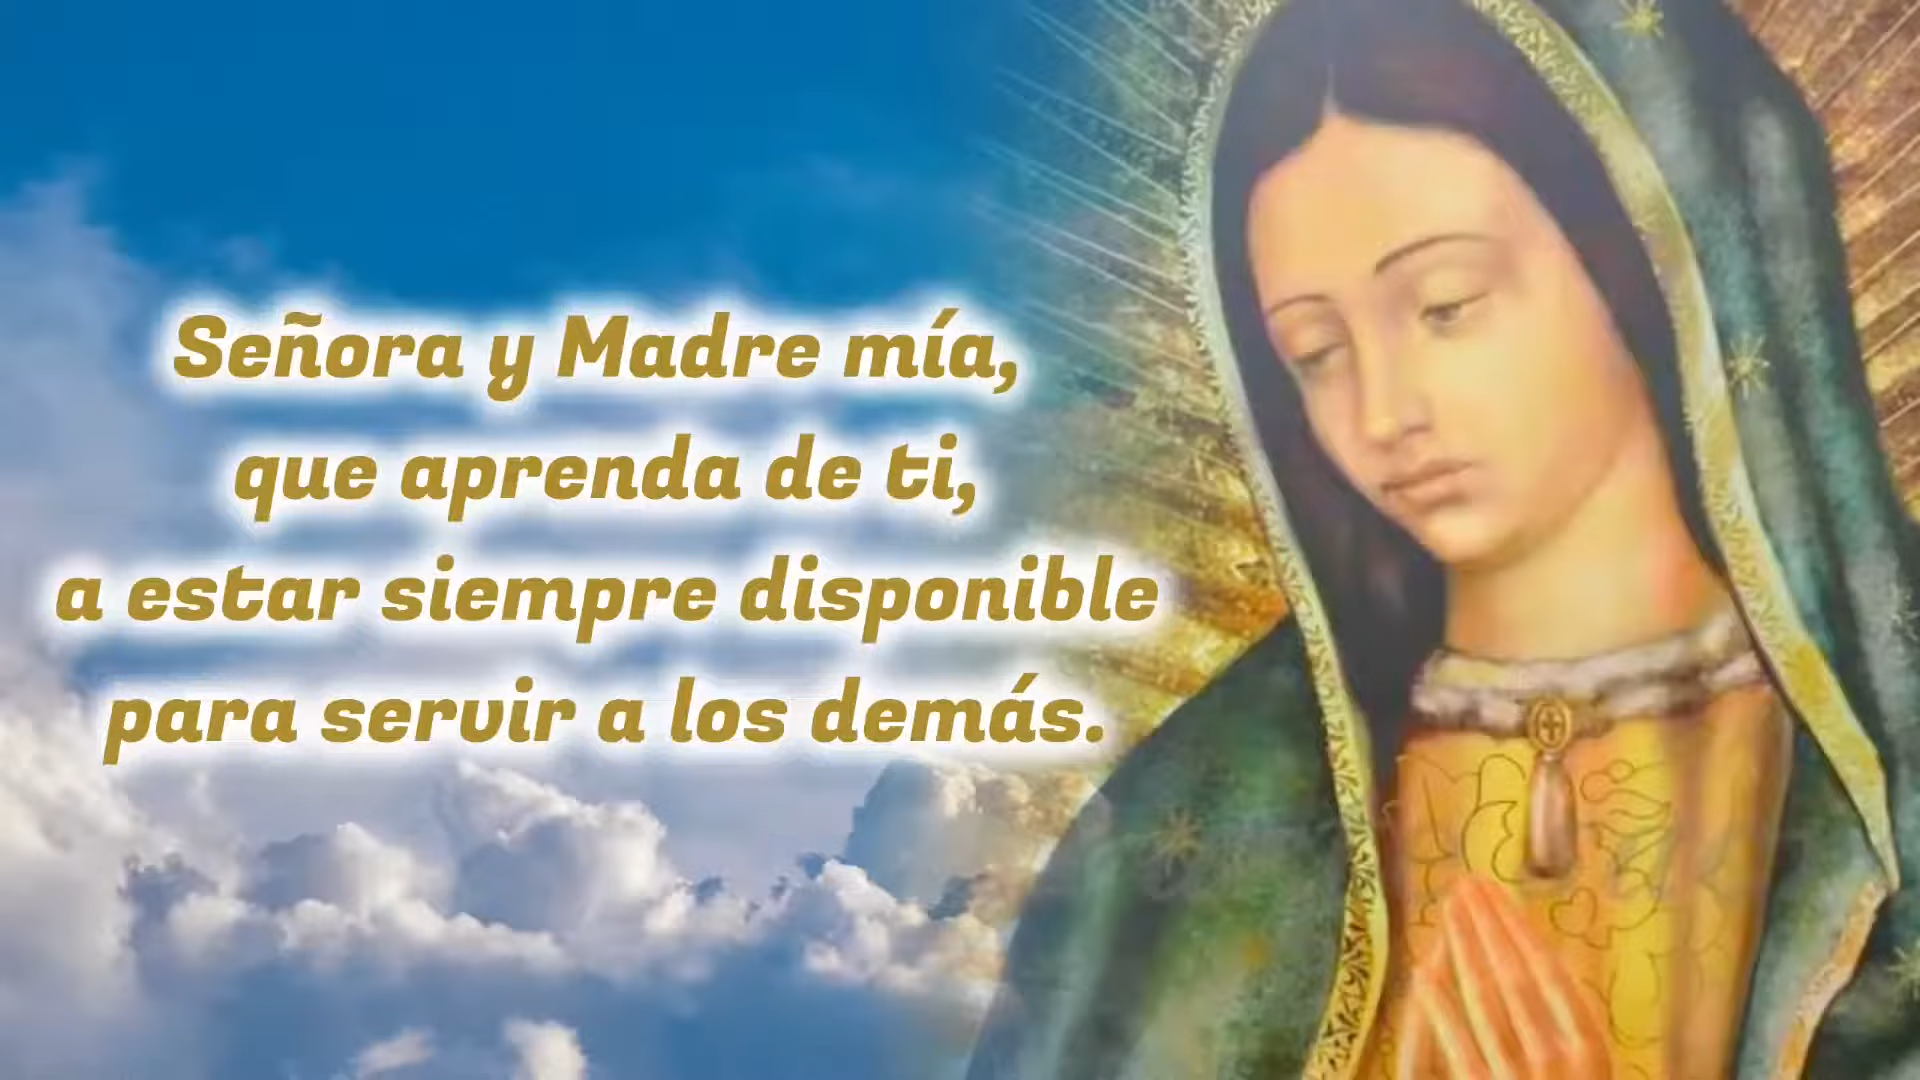 Señora y Madre mía,
que aprenda de ti,
a estar siempre disponible
para servir a los demás.